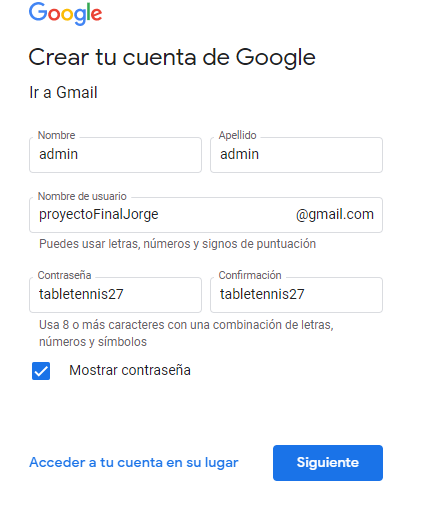 Google
Crear tu cuenta de Google
Ir a Gmail
Nombre Apellido
admin admin
Nombre de usuario
proyectoFinalJorge @gmail.com
Puedes usar letras, números y signos de puntuación
Contraseña Confirmación
tabletennis27 tabletennis27
Usa 8 o más caracteres con una combinación de letras,
números y símbolos
Mostrar contraseña
Acceder a tu cuenta en su lugar Siguiente